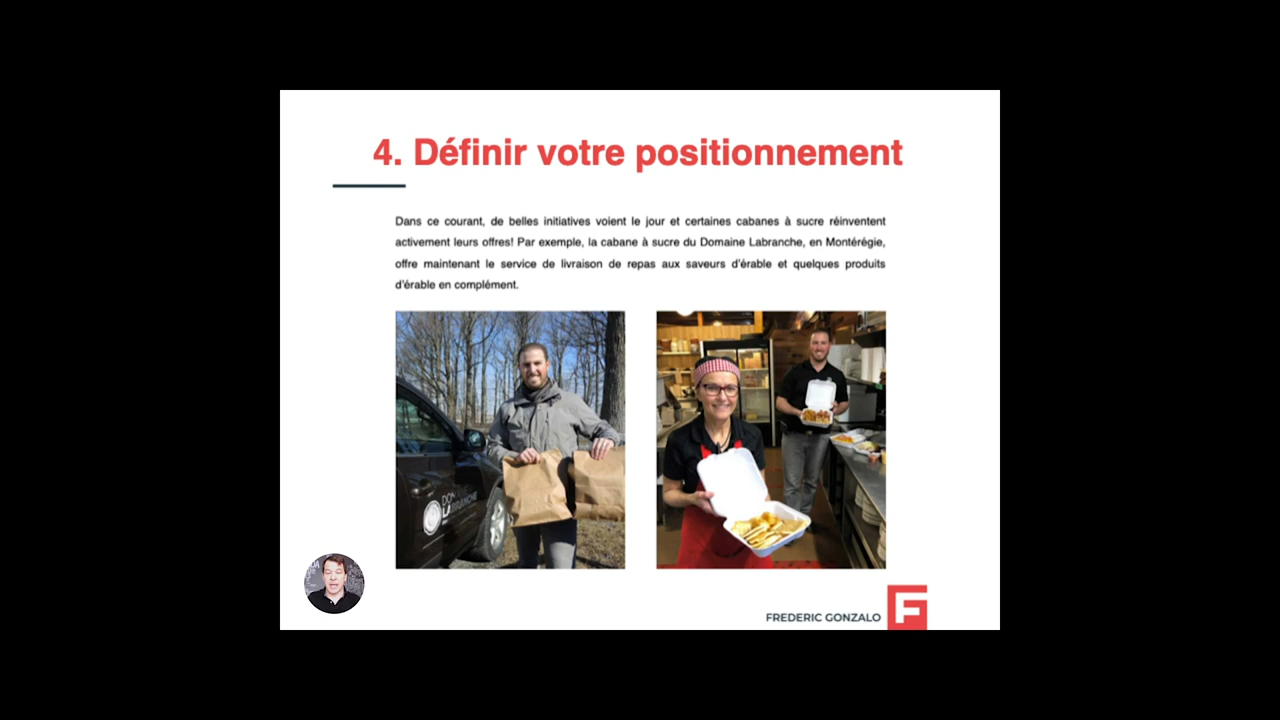 4. Définir votre positionnement
Dans ce courant, de belles initiatives voient le jour et certaines cabanes à sucre réinventent
activement leurs offres! Par exemple, la cabane à sucre du Domaine Labranche, en Montérégie,
offre maintenant le service de livraison de repas aux saveurs d'érable et quelques produits
d'érable en complément.
FREDERIC GONZALO
F